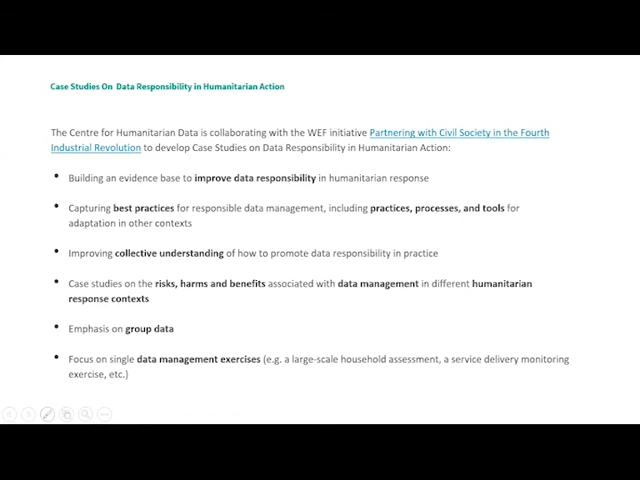 Case Studies On Data Responsibility in Humanitarian Action
The Centre for Humanitarian Data is collaborating with the WEF initiative Partnering with Civil Society in the Fourth
Industrial Revolution to develop Case Studies on Data Responsibility in Humanitarian Action:
• Building an evidence base to improve data responsibility in humanitarian response
• Capturing best practices for responsible data management, including practices, processes, and tools for
adaptation in other contexts
• Improving collective understanding of how to promote data responsibility in practice
• Case studies on the risks, harms and benefits associated with data management in different humanitarian
response contexts
• Emphasis on group data
• Focus on single data management exercises (e.g. a large-scale household assessment, a service delivery monitoring
exercise, etc.)